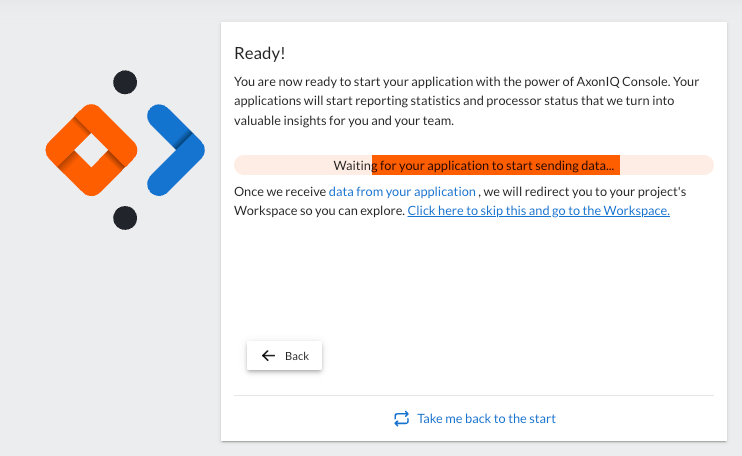 Ready!
You are now ready to start your application with the power of AxonIQ Console. Your
applications will start reporting statistics and processor status that we turn into
valuable insights for you and your team.
Waiting for your application to start sending data...
Once we receive data from your application , we will redirect you to your project's
Workspace so you can explore. Click here to skip this and go to the Workspace.
Back
Take me back to the start